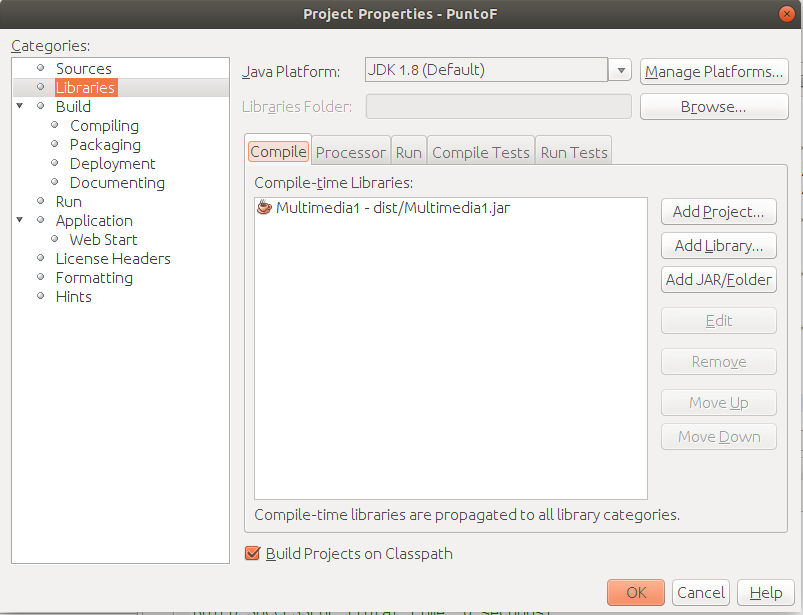 Project Properties - PuntoF
Categories:
Sources
Libraries
Build
Compiling
Packaging
Deployment
Documenting
Run
Application
Web Start
License Headers
Formatting
Hints
Java Platform:
JDK 1.8 (Default)
Manage Platforms...
Libraries Folder:
Browse...
Compile
Processor
Run
Compile Tests
Run Tests
Compile-time Libraries:
Multimedia1 - dist/Multimedia1.jar
Add Project...
Add Library...
Add JAR/Folder
Edit
Remove
Move Up
Move Down
Compile-time libraries are propagated to all library categories.
Build Projects on Classpath
OK
Cancel
Help